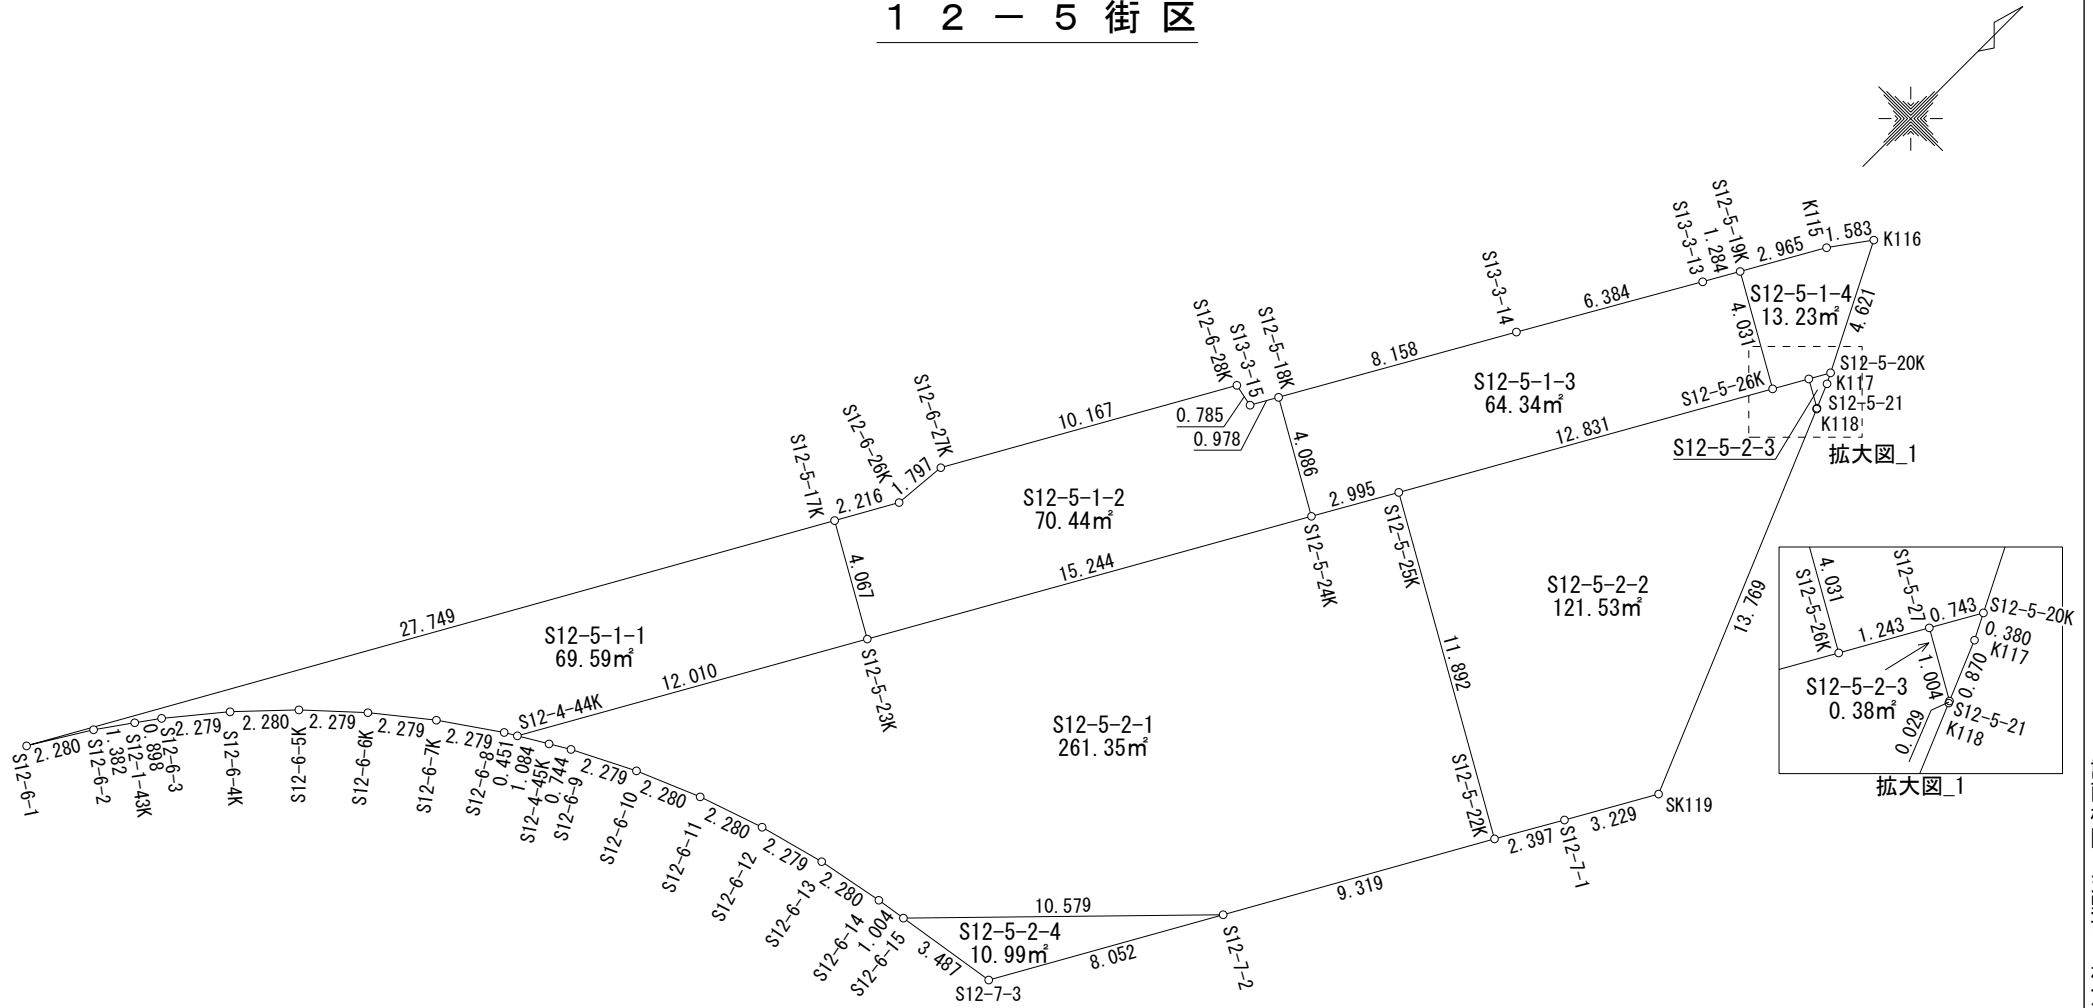 １２－５街区
S12-5-19K
S13-3-13
1.284
2.965
K115
1.583
K116
S12-5-1-4
13.23㎡
4.621
4.031
6.384
S13-3-14
8.158
S12-5-18K
S13-3-15
S12-6-28K
0.785
0.978
S12-5-1-3
64.34㎡
12.831
S12-5-26K
S12-5-20K
K117
S12-5-21
K118
S12-5-2-3
拡大図_1
10.167
S12-6-27K
S12-6-26K
1.797
2.216
S12-5-17K
S12-5-1-2
70.44㎡
4.086
2.995
S12-5-24K
S12-5-25K
15.244
4.067
27.749
S12-5-1-1
69.59㎡
12.010
S12-5-23K
S12-5-2-2
121.53㎡
13.769
11.892
S12-5-2-1
261.35㎡
S12-5-22K
SK119
3.229
S12-7-1
2.397
9.319
S12-7-2
10.579
S12-5-2-4
10.99㎡
8.052
S12-7-3
3.487
S12-6-15
1.004
S12-6-14
2.280
S12-6-13
2.279
S12-6-12
2.280
S12-6-11
2.280
S12-6-10
2.279
S12-6-9
0.744
S12-4-45K
1.084
S12-4-44K
0.451
S12-6-8
2.279
S12-6-7K
2.279
S12-6-6K
2.279
S12-6-5K
2.280
S12-6-4K
2.279
S12-6-3
0.898
S12-1-43K
1.382
S12-6-2
2.280
S12-6-1
4.031
S12-5-26K
1.243
S12-5-27
0.743
S12-5-20K
0.380
K117
0.870
1.004
S12-5-2-3
0.38㎡
0.029
S12-5-21
K118
拡大図_1